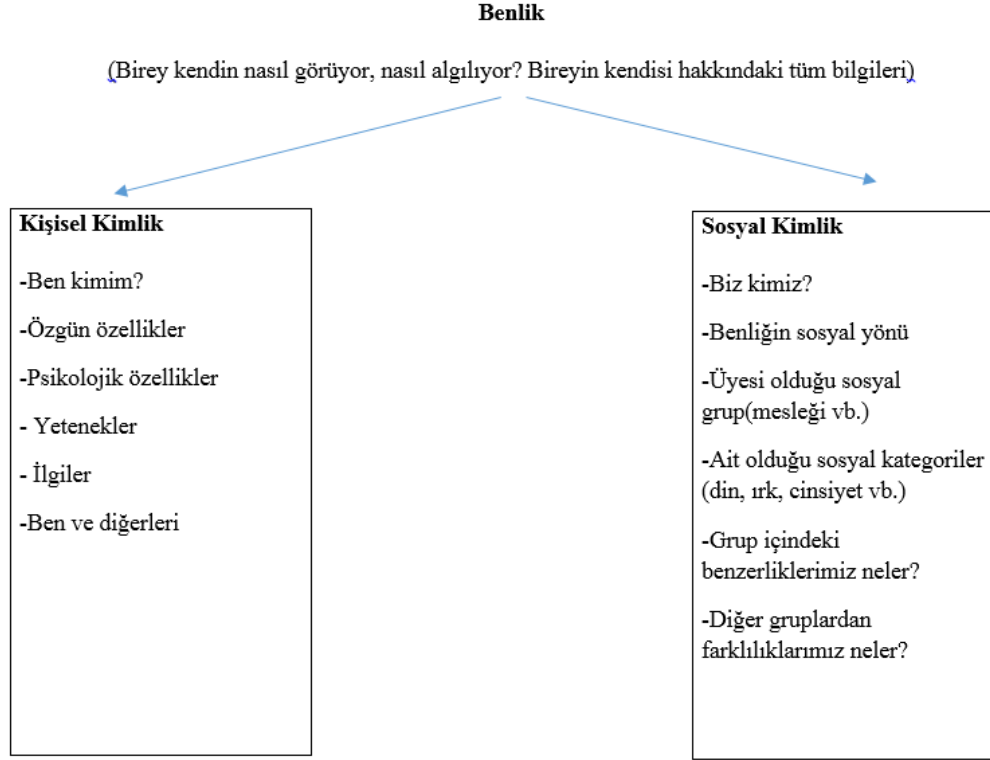 Benlik
(Birey kendin nasıl görüyor, nasıl algılıyor? Bireyin kendisi hakkındaki tüm bilgileri)
Kişisel Kimlik
-Ben kimim?
-Özgün özellikler
-Psikolojik özellikler
- Yetenekler
- İlgiler
-Ben ve diğerleri
Sosyal Kimlik
-Biz kimiz?
-Benliğin sosyal yönü
-Üyesi olduğu sosyal
grup(mesleği vb.)
-Ait olduğu sosyal kategoriler
(din, ırk, cinsiyet vb.)
-Grup içindeki
benzerliklerimiz neler?
-Diğer gruplardan
farklılıklarımız neler?